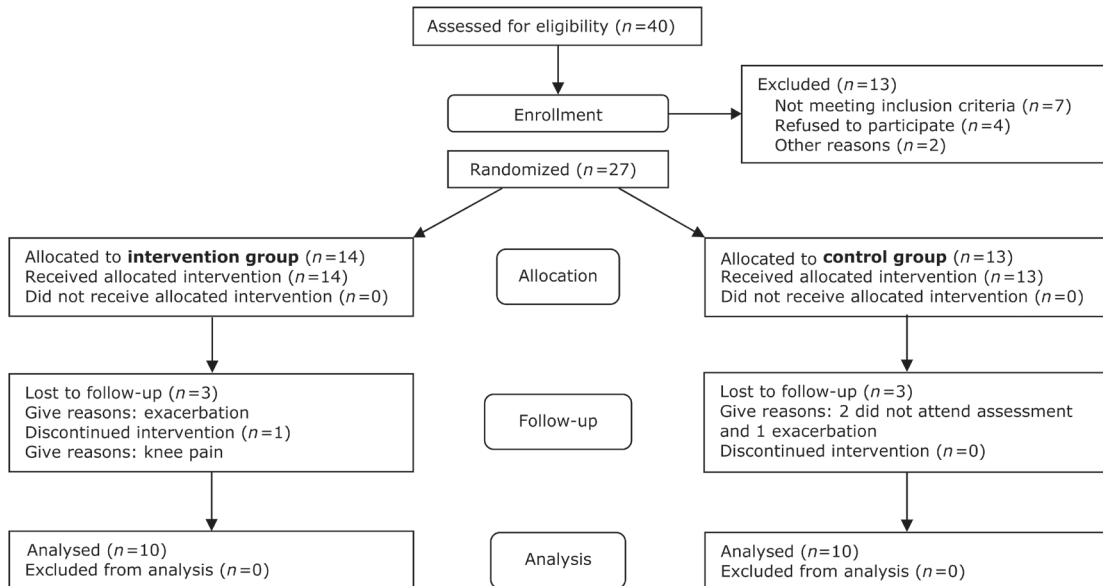 Assessed for eligibility (n=40)
Excluded (n=13)
Not meeting inclusion criteria (n=7)
Refused to participate (n=4)
Other reasons (n=2)
Enrollment
Randomized (n=27)
Allocated to intervention group (n=14)
Received allocated intervention (n=14)
Did not receive allocated intervention (n=0)
Allocation
Allocated to control group (n=13)
Received allocated intervention (n=13)
Did not receive allocated intervention (n=0)
Lost to follow-up (n=3)
Give reasons: exacerbation
Discontinued intervention (n=1)
Give reasons: knee pain
Follow-up
Lost to follow-up (n=3)
Give reasons: 2 did not attend assessment
and 1 exacerbation
Discontinued intervention (n=0)
Analysed (n=10)
Excluded from analysis (n=0)
Analysis
Analysed (n=10)
Excluded from analysis (n=0)